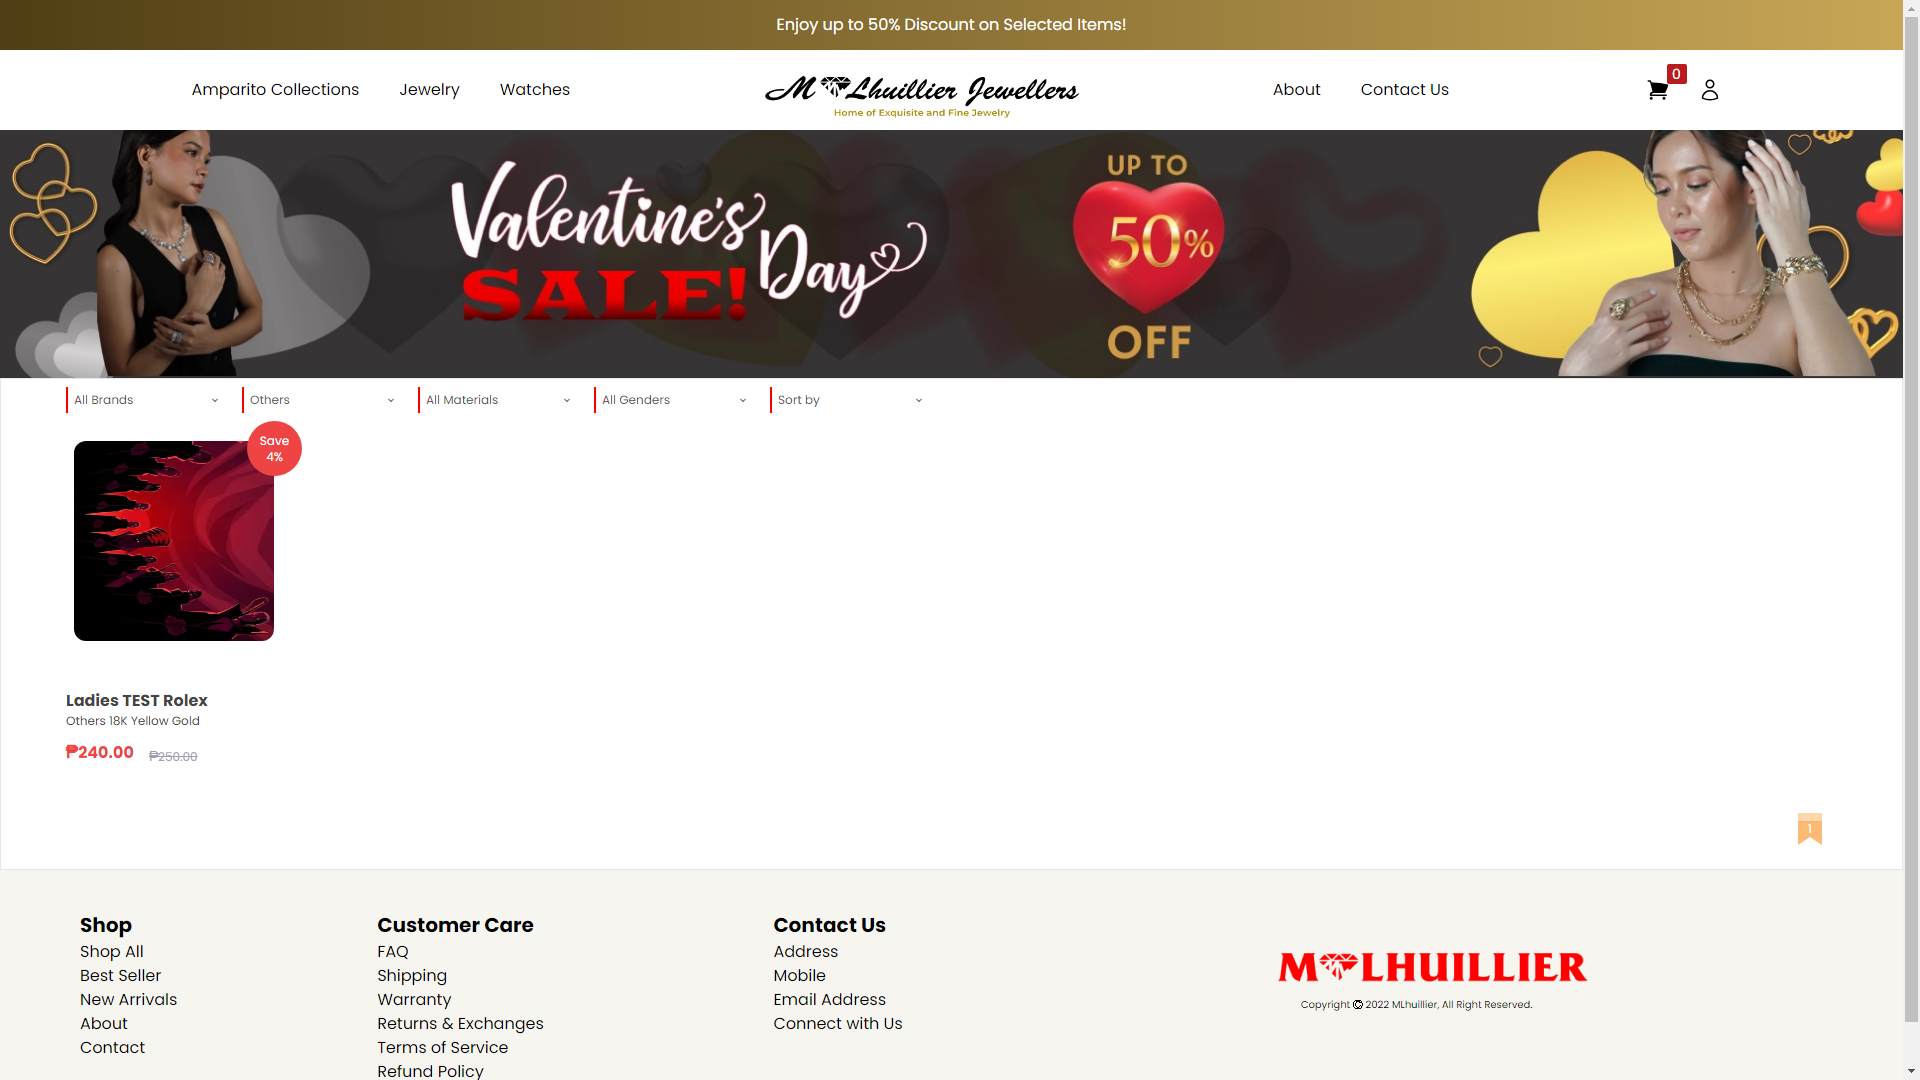 Enjoy up to 50% Discount on Selected Items!
Amparito Collections
Jewelry
Watches
M Lhuillier Jewellers
Home of Exquisite and Fine Jewelry
About
Contact Us
0
Valentine's
Day
SALE!
UP TO
50%
OFF
All Brands
Others
All Materials
All Genders
Sort by
Save
4%
Ladies TEST Rolex
Others 18K Yellow Gold
₱240.00 ₱250.00
1
Shop
Shop All
Best Seller
New Arrivals
About
Contact
Customer Care
FAQ
Shipping
Warranty
Returns & Exchanges
Terms of Service
Refund Policy
Contact Us
Address
Mobile
Email Address
Connect with Us
M LHUILLIER
Copyright © 2022 MLhuillier, All Right Reserved.